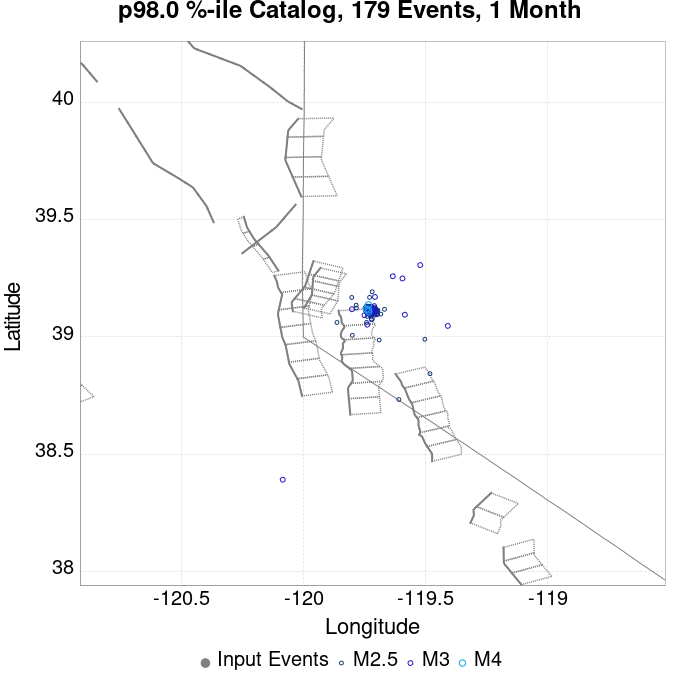 p98.0 %-ile Catalog, 179 Events, 1 Month
40
39.5
39
38.5
38
Latitude
-120.5 -120 -119.5 -119
Longitude
Input Events M2.5 M3 M4